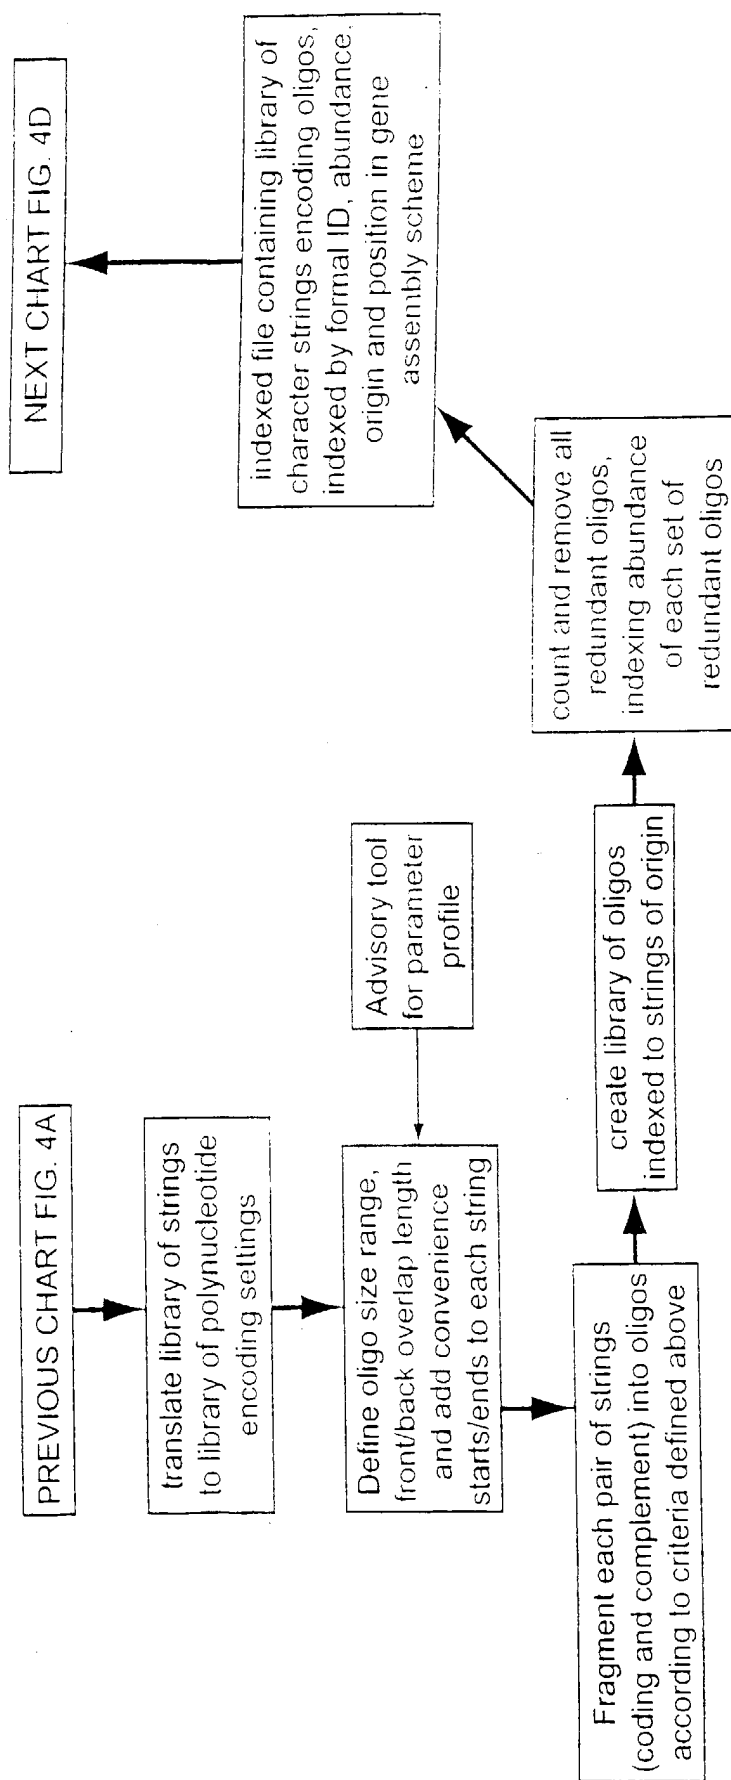 PREVIOUS CHART FIG. 4A
translate library of strings
to library of polynucleotide
encoding settings
Define oligo size range,
front/back overlap length
and add convenience
starts/ends to each string
Advisory tool
for parameter
profile
Fragment each pair of strings
(coding and complement) into oligos
according to criteria defined above
create library of oligos
indexed to strings of origin
count and remove all
redundant oligos,
indexing abundance
of each set of
redundant oligos
indexed file containing library of
character strings encoding oligos,
indexed by formal ID, abundance,
origin and position in gene
assembly scheme
NEXT CHART FIG. 4D